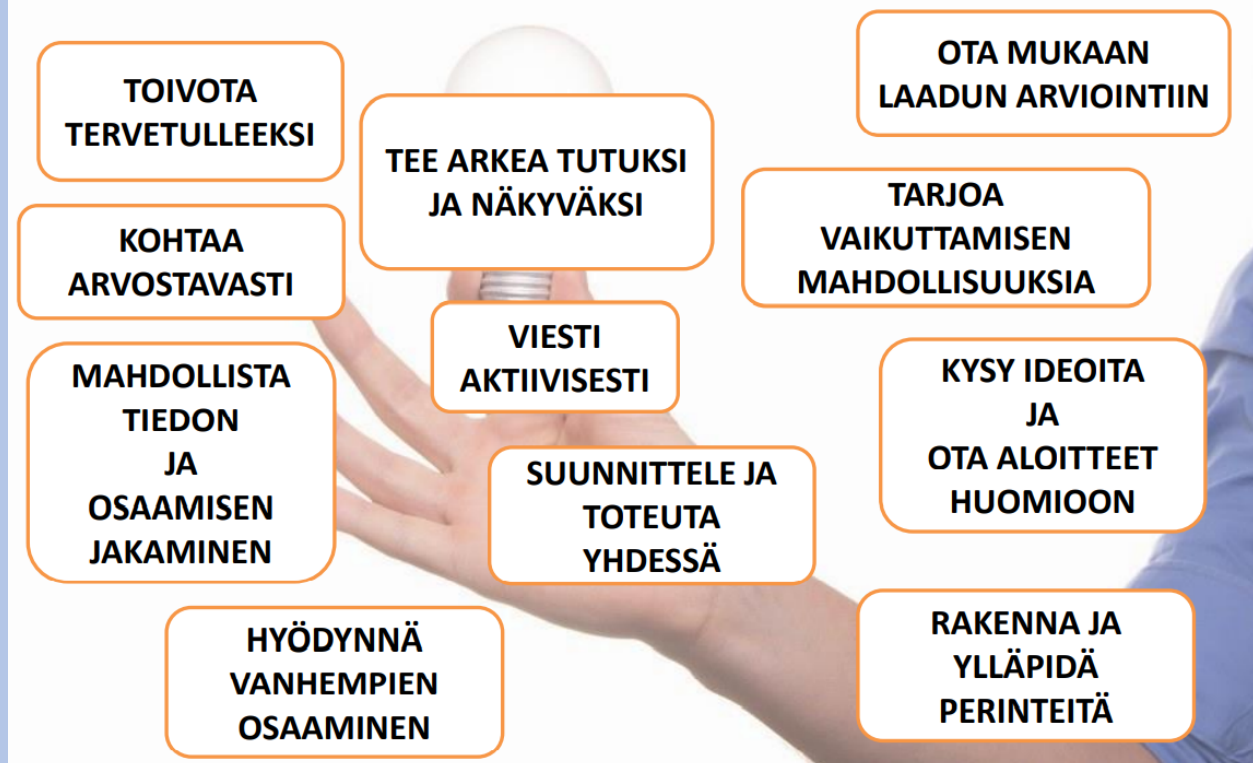 TOIVOTA
TERVETULLEEKSI
KOHTAA
ARVOSTAVASTI
MAHDOLLISTA
TIEDON
JA
OSAAMISEN
JAKAMINEN
HYÖDYNNÄ
VANHEMPIEN
OSAAMINEN
TEE ARKEA TUTUKSI
JA NÄKYVÄKSI
VIESTI
AKTIIVISESTI
SUUNNITTELE JA
TOTEUTA
YHDESSÄ
OTA MUKAAN
LAADUN ARVIOINTIIN
TARJOA
VAIKUTTAMISEN
MAHDOLLISUUKSIA
KYSY IDEOITA
JA
OTA ALOITTEET
HUOMIOON
RAKENNA JA
YLLÄPIDÄ
PERINTEITÄ